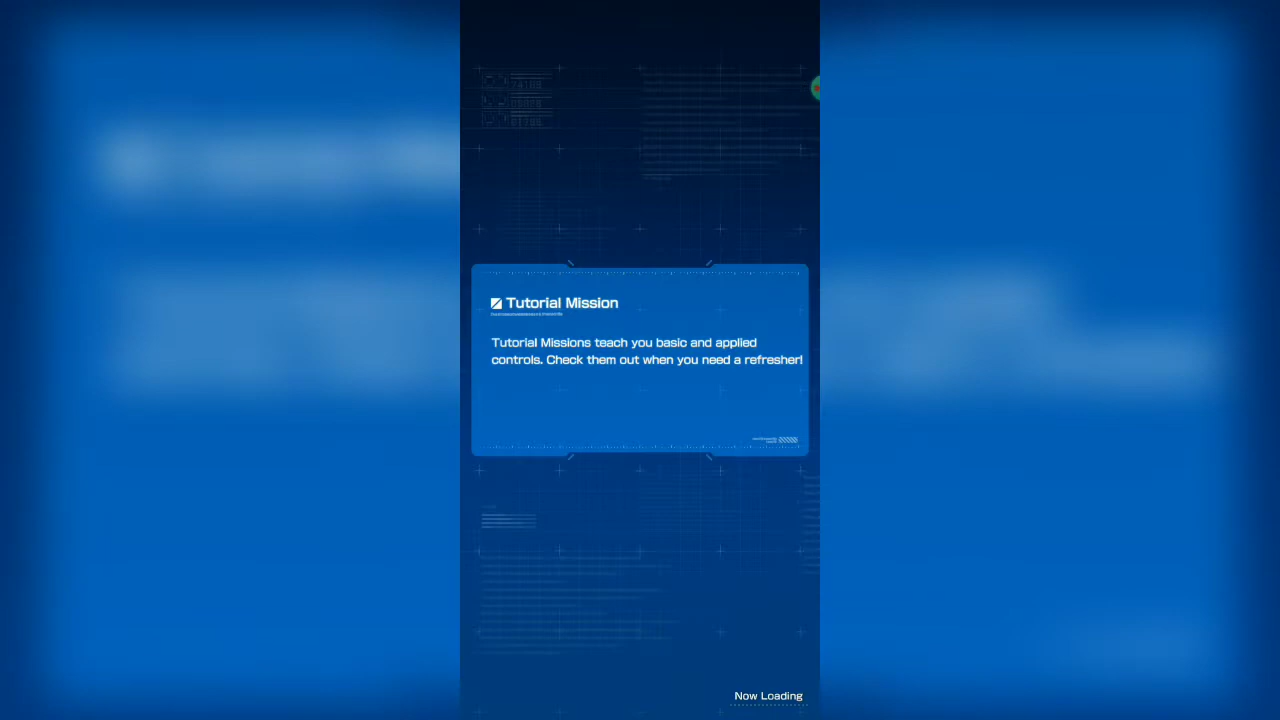 Tutorial Mission
Tutorial Missions teach you basic and applied
controls. Check them out when you need a refresher!
Now Loading